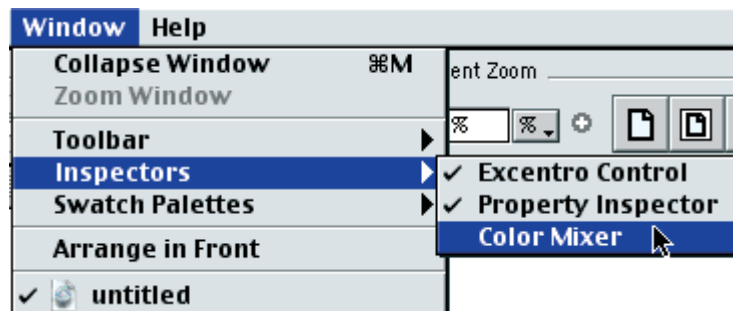 Window Help
Collapse Window ⌘M
ent Zoom
Zoom Window
% %
Toolbar
Inspectors
✓ Excentro Control
Swatch Palettes
✓ Property Inspector
Color Mixer
Arrange in Front
✓ untitled